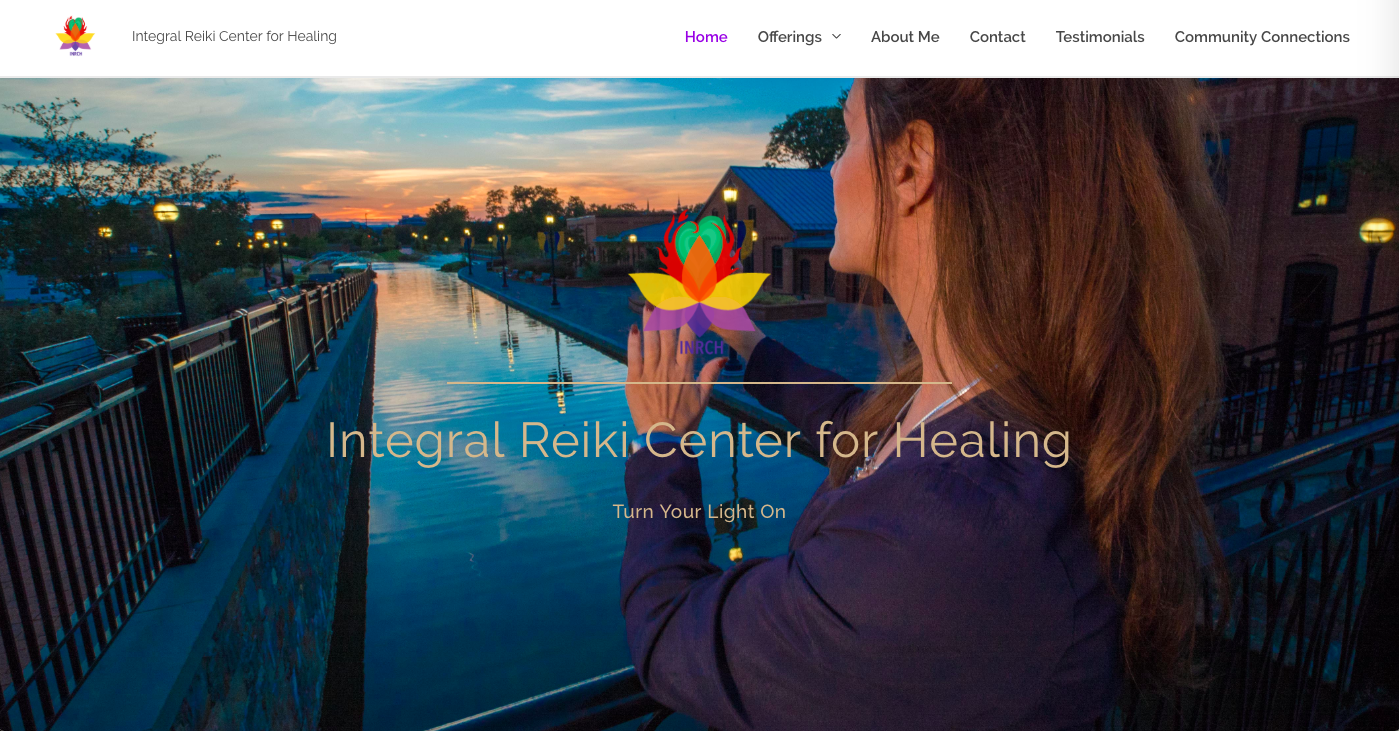 Integral Reiki Center for Healing
Home Offerings About Me Contact Testimonials Community Connections
INRCH
INRCH
Integral Reiki Center for Healing
Turn Your Light On